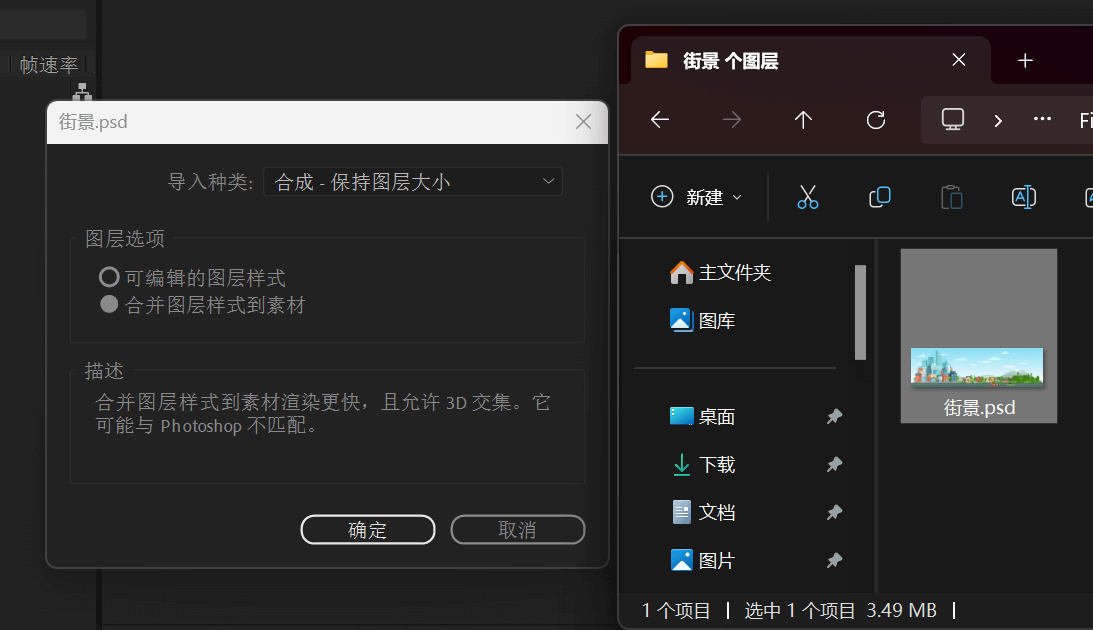 帧速率
街景.psd
导入种类: 合成 - 保持图层大小
图层选项
可编辑的图层样式
合并图层样式到素材
描述
合并图层样式到素材渲染更快，且允许 3D 交集。它
可能与 Photoshop 不匹配。
确定 取消
街景 个图层
新建
主文件夹
图库
桌面
下载
文档
图片
街景.psd
1 个项目 选中 1 个项目 3.49 MB